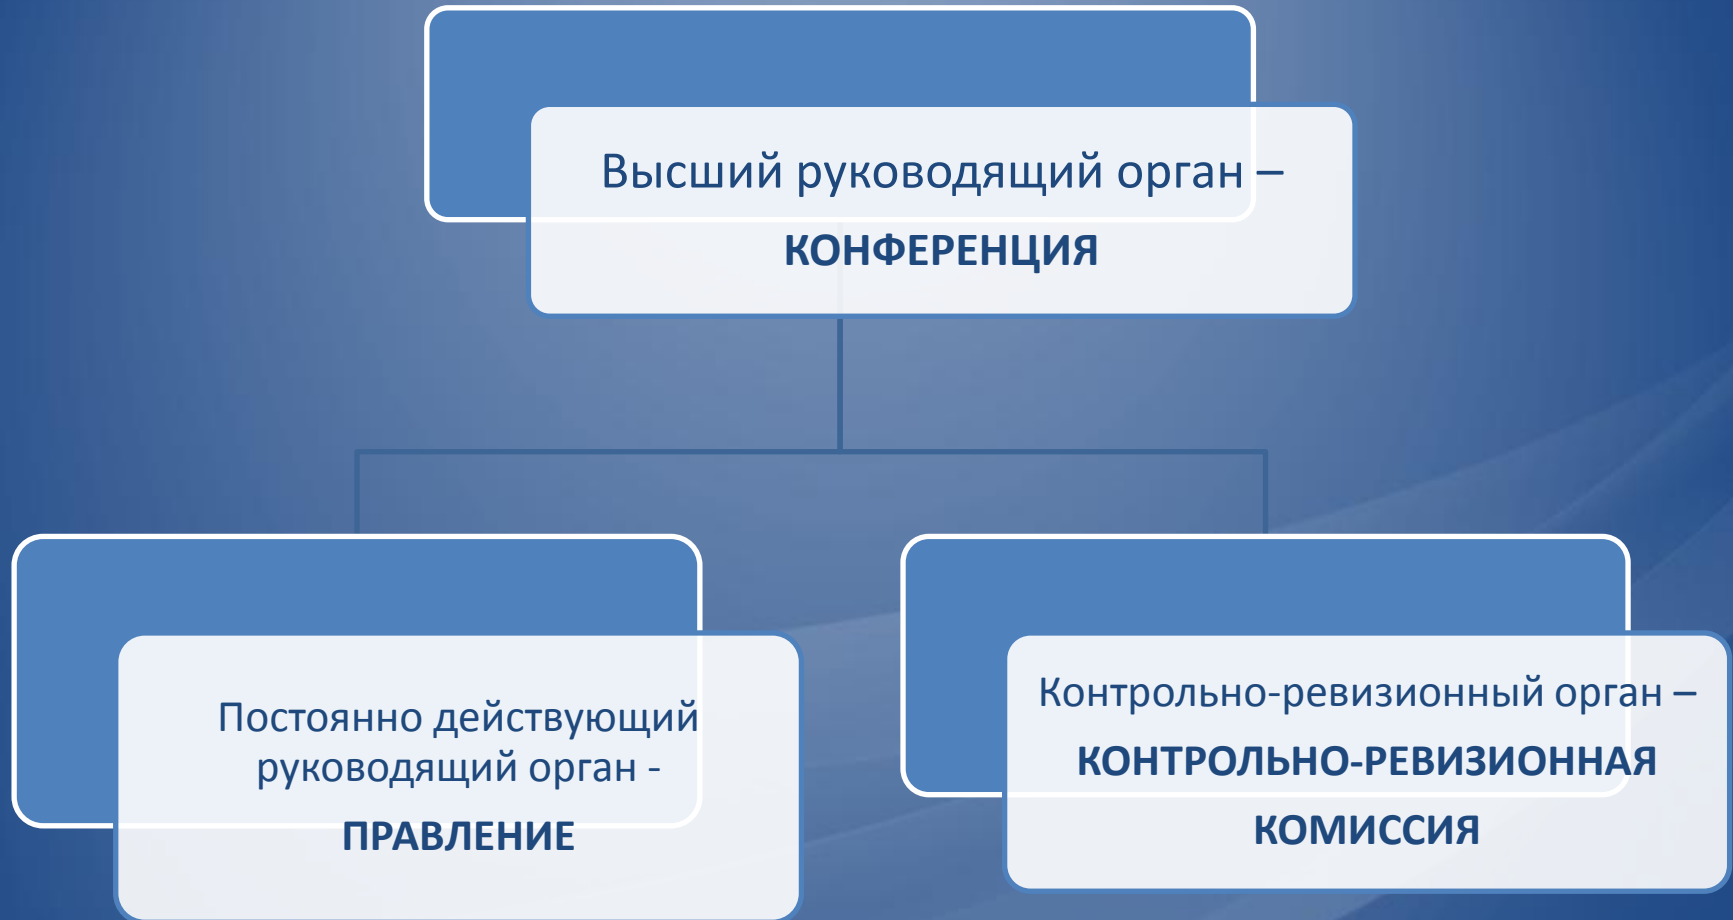 Высший руководящий орган –
КОНФЕРЕНЦИЯ
Постоянно действующий
руководящий орган -
ПРАВЛЕНИЕ
Контрольно-ревизионный орган –
КОНТРОЛЬНО-РЕВИЗИОННАЯ
КОМИССИЯ